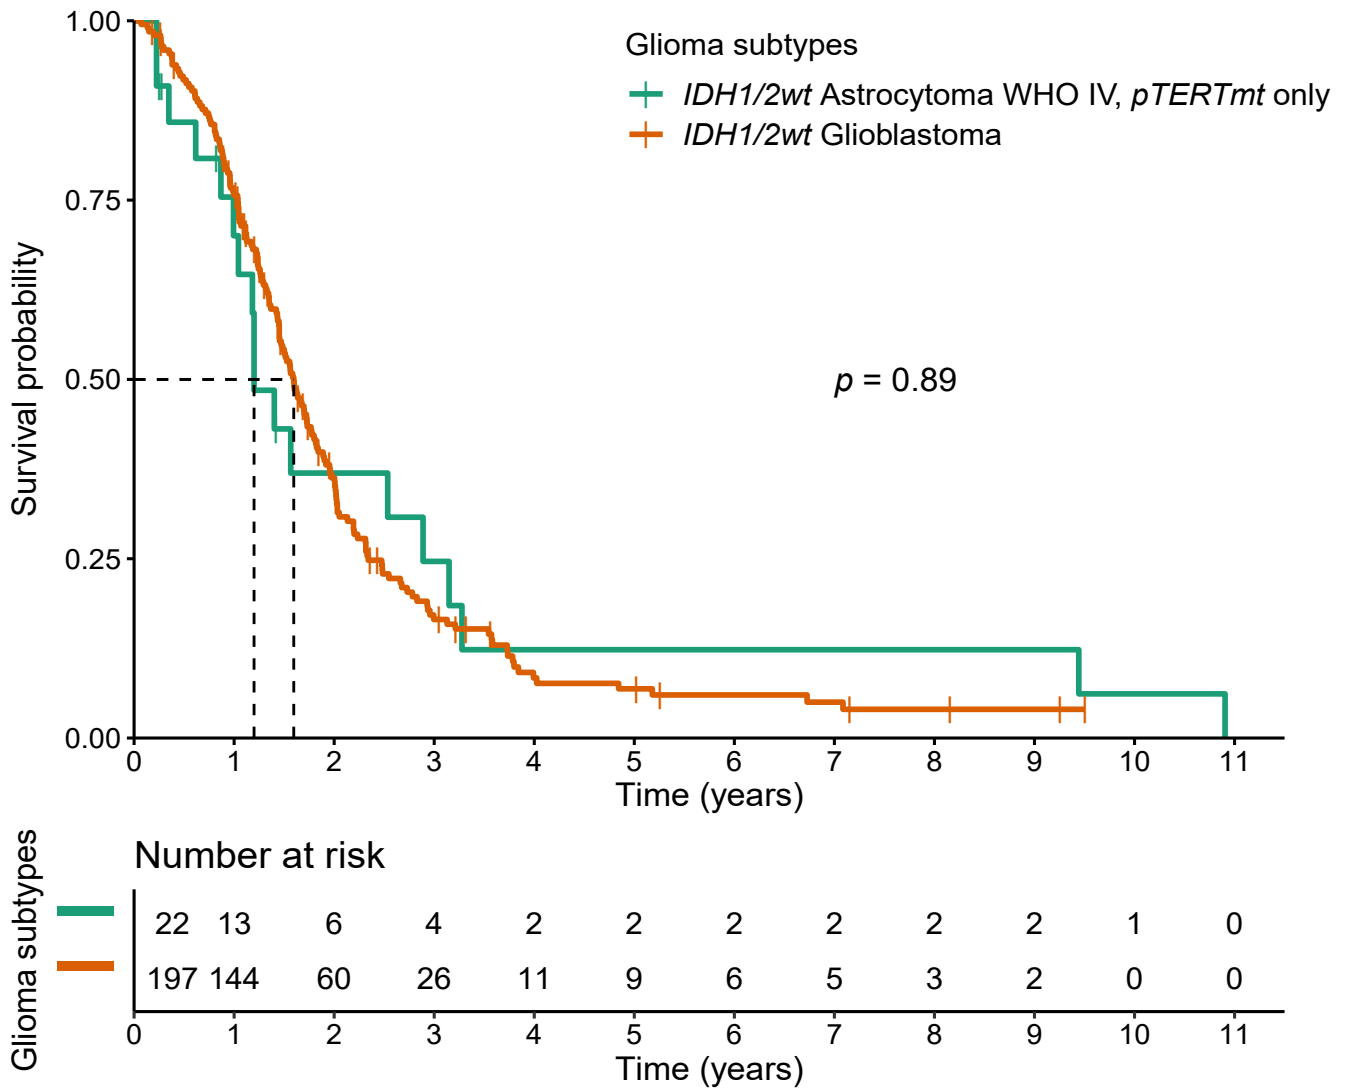 Glioma subtypes
IDH1/2wt Astrocytoma WHO IV, pTERTmt only
IDH1/2wt Glioblastoma
Survival probability
1.00
0.75
0.50
0.25
0.00
p = 0.89
0 1 2 3 4 5 6 7 8 9 10 11
Time (years)
Number at risk
Glioma subtypes
22 13 6 4 2 2 2 2 2 2 1 0
197 144 60 26 11 9 6 5 3 2 0 0
0 1 2 3 4 5 6 7 8 9 10 11
Time (years)